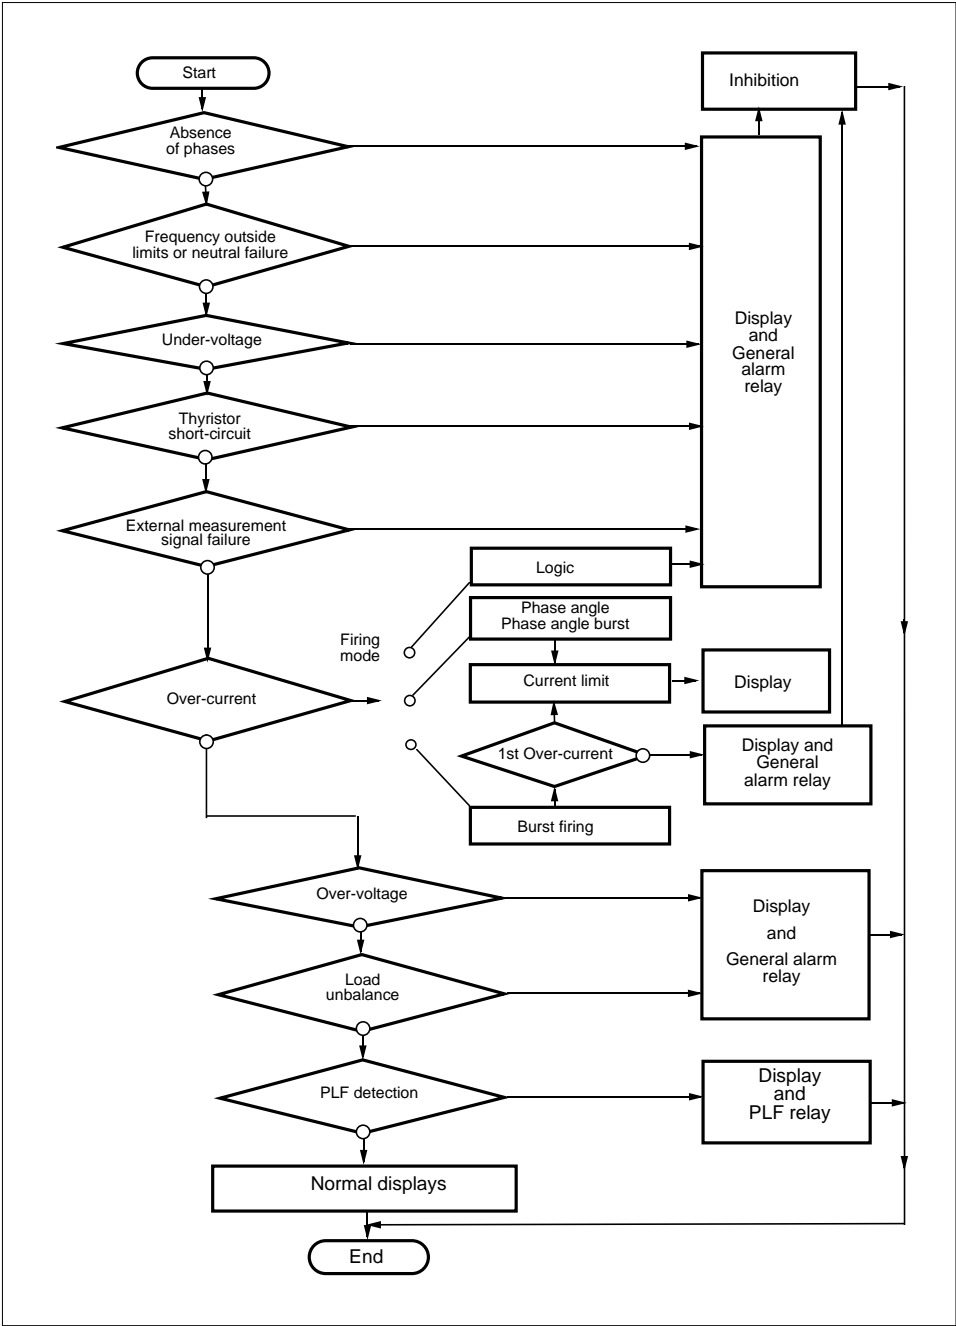 Start
Inhibition
Absence
of phases
Frequency outside
limits or neutral failure
Under-voltage
Display
and
General
alarm
relay
Thyristor
short-circuit
External measurement
signal failure
Logic
Phase angle
Phase angle burst
Firing
mode
Current limit
Display
Over-current
1st Over-current
Display and
General
alarm relay
Burst firing
Over-voltage
Display
and
General alarm
relay
Load
unbalance
PLF detection
Display
and
PLF relay
Normal displays
End